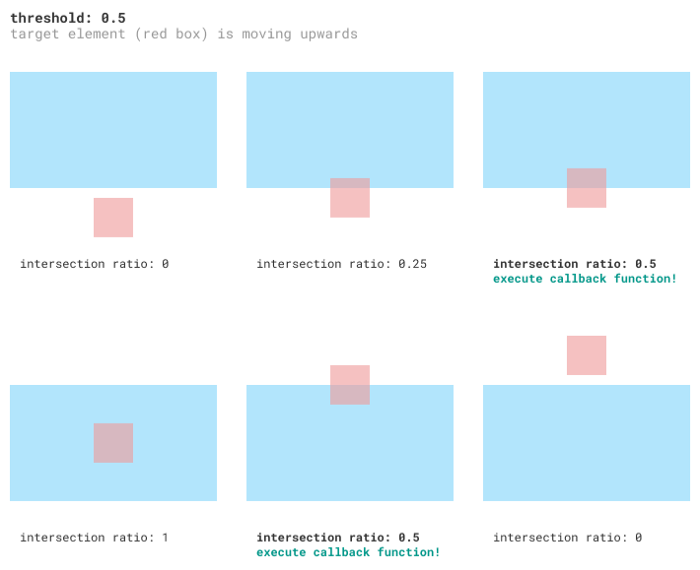 threshold: 0.5
target element (red box) is moving upwards
intersection ratio: 0
intersection ratio: 0.25
intersection ratio: 0.5
execute callback function!
intersection ratio: 1
intersection ratio: 0.5
execute callback function!
intersection ratio: 0